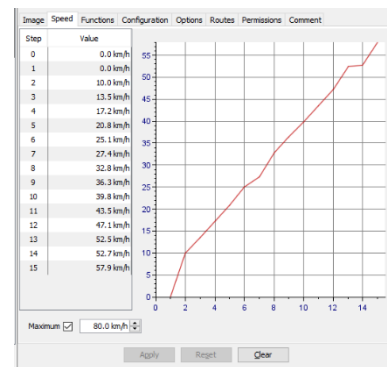 Image Speed Functions Configuration Options Routes Permissions Comment
Step Value
0 0.0 km/h
1 0.0 km/h
2 10.0 km/h
3 13.5 km/h
4 17.2 km/h
5 20.8 km/h
6 25.1 km/h
7 27.4 km/h
8 32.8 km/h
9 36.3 km/h
10 39.8 km/h
11 43.5 km/h
12 47.1 km/h
13 52.5 km/h
14 52.7 km/h
15 57.9 km/h
55
50
45
40
35
30
25
20
15
10
5
0
0 2 4 6 8 10 12 14
Maximum 80.0 km/h
Apply Reset Clear